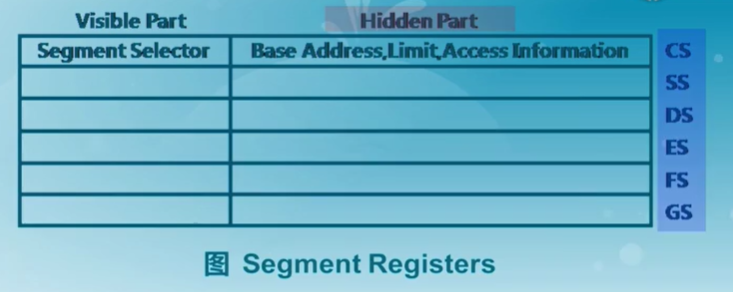 Visible Part Hidden Part
Segment Selector Base Address,Limit,Access Information CS
SS
DS
ES
FS
GS
图 Segment Registers